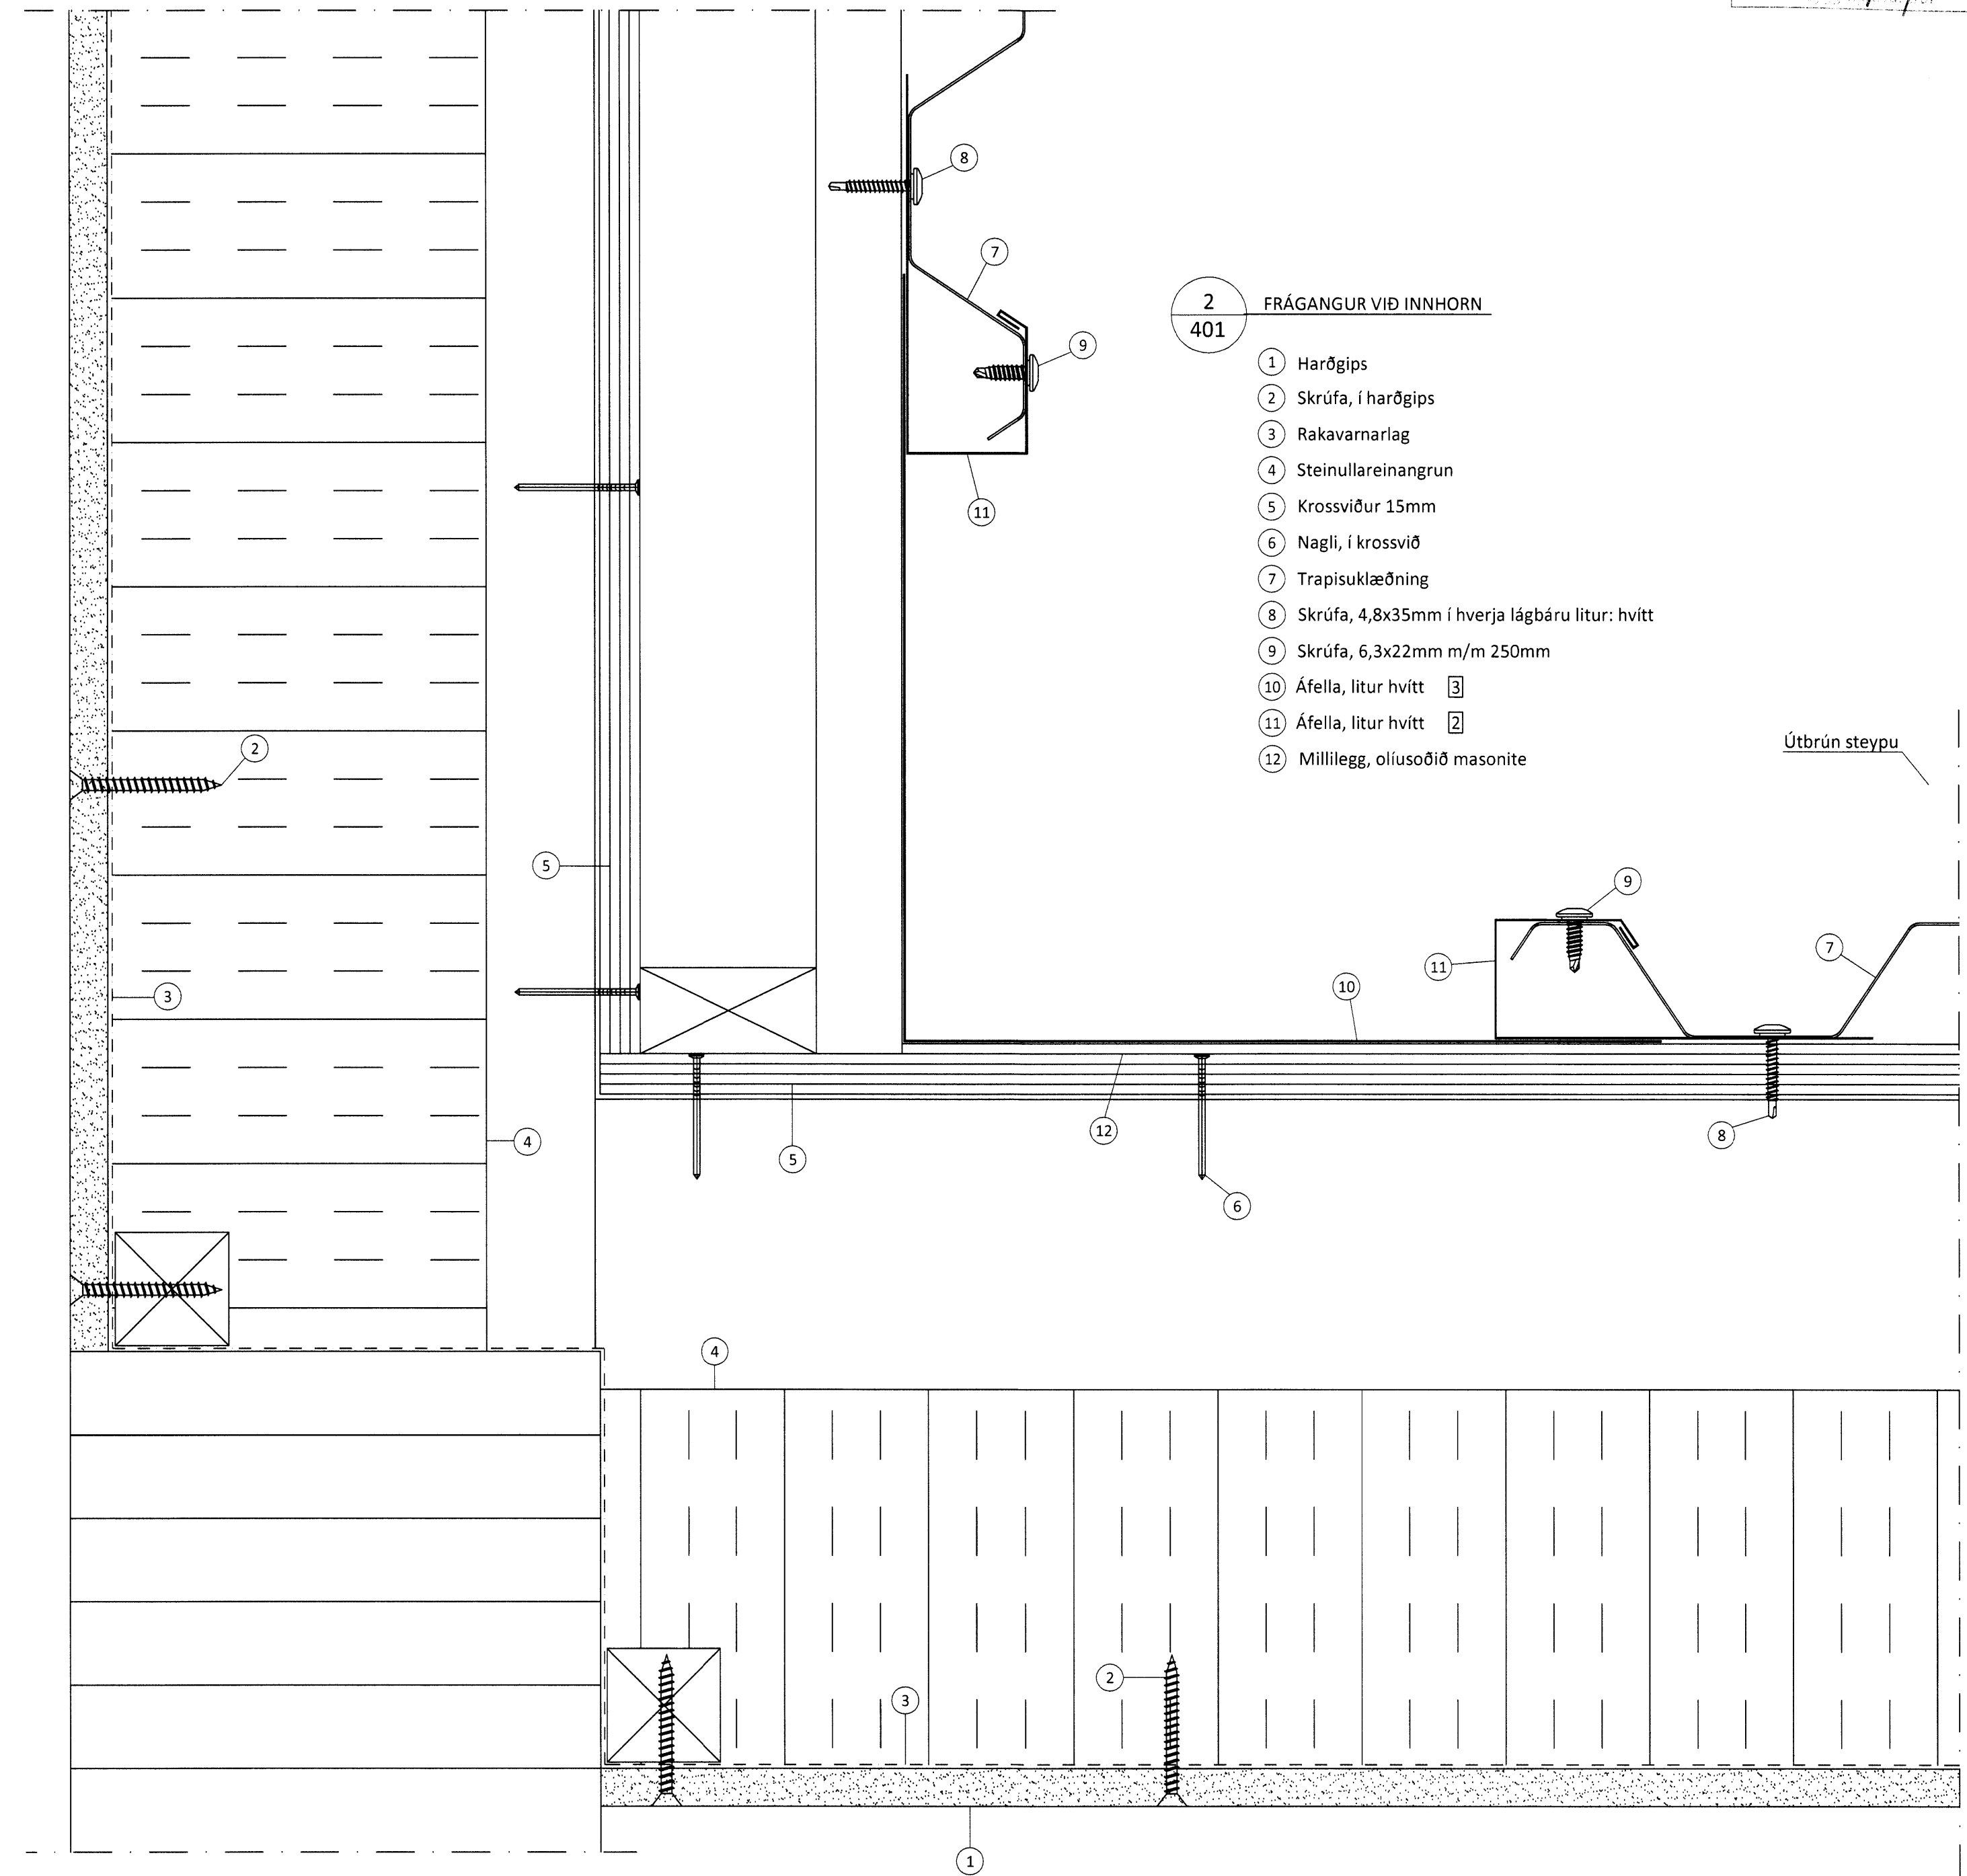 8
7
2
401
FRÁGANGUR VIÐ INNHORN
9
1 Harðgips
2 Skrúfa, í harðgips
3 Rakavarnarlag
4 Steinullareinangrun
5 Krossviður 15mm
6 Nagli, í krossvið
7 Trapisuklæðning
8 Skrúfa, 4,8x35mm í hverja lágbáru litur: hvítt
9 Skrúfa, 6,3x22mm m/m 250mm
10 Áfella, litur hvítt 3
11 Áfella, litur hvítt 2
12 Millilegg, olíusoðið masonite
11
Útbrún steypu
2
5
9
7
11
10
3
12
8
4
5
6
4
2
3
1